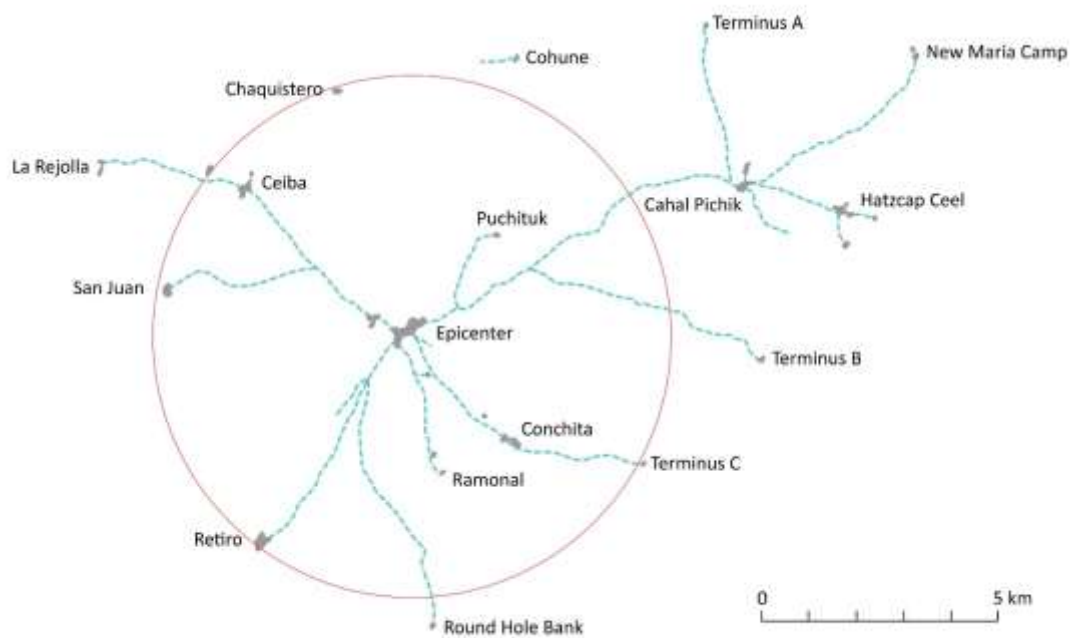 Terminus A
New Maria Camp
Cohune
Chaquistero
La Rejolla
Ceiba
Cahal Pichik
Hatzcap Ceel
Puchituk
San Juan
Epicenter
Terminus B
Conchita
Terminus C
Ramonal
Retiro
Round Hole Bank
0 5 km